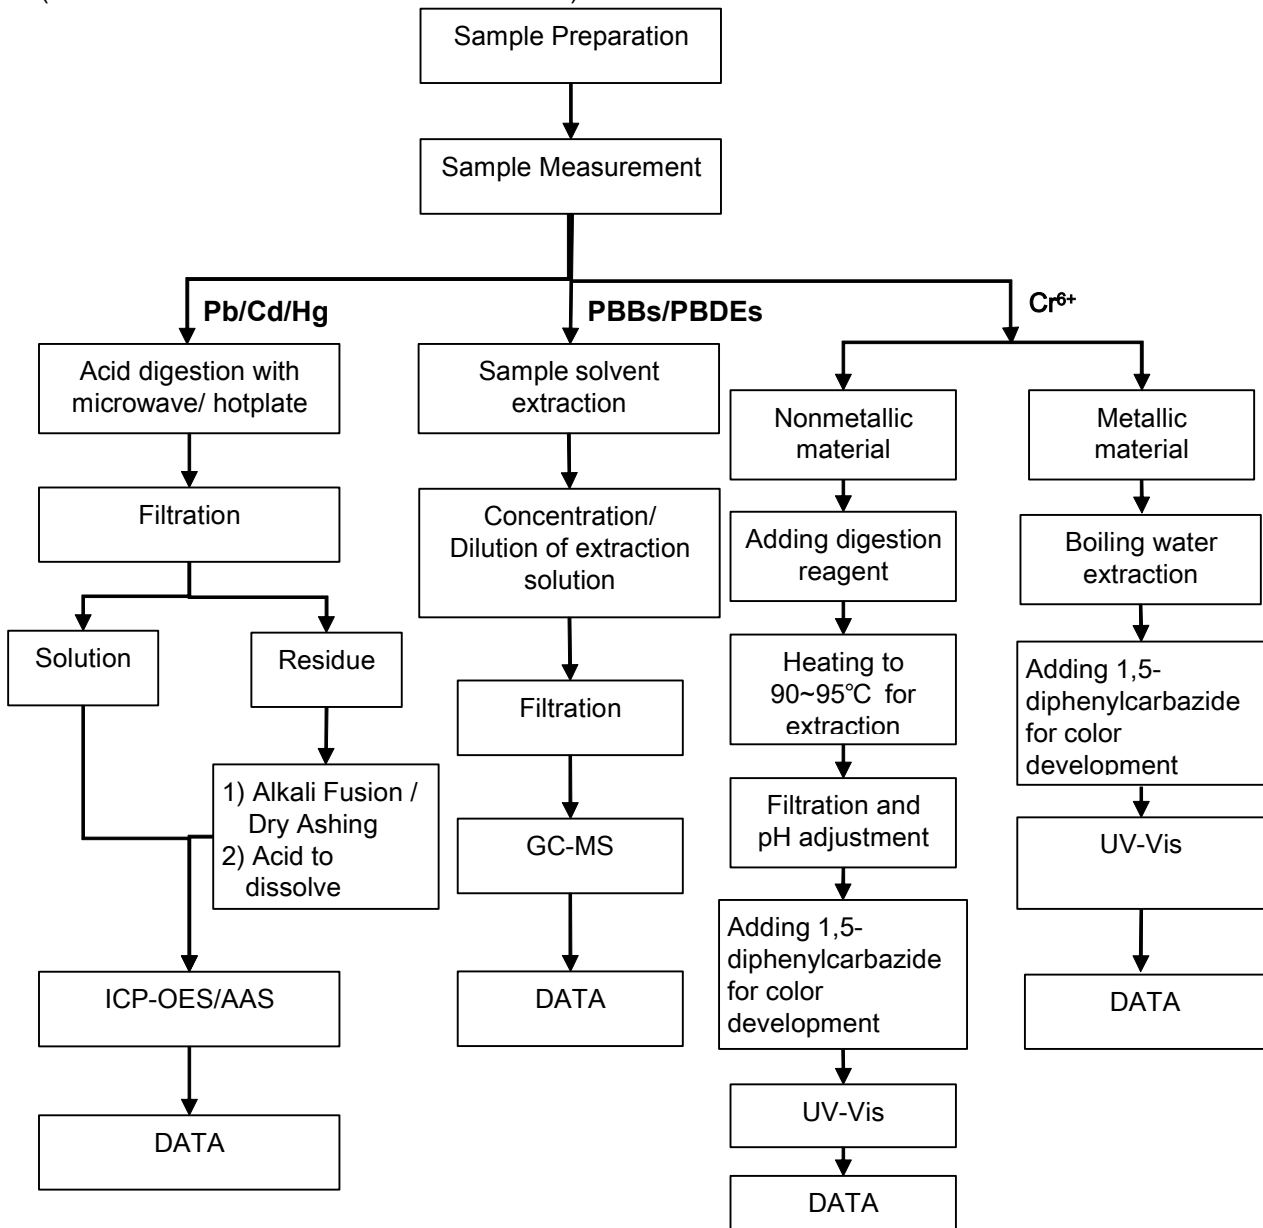 Sample Preparation
Sample Measurement
Pb/Cd/Hg
PBBs/PBDEs
Cr⁶⁺
Acid digestion with
microwave/ hotplate
Filtration
Solution
Residue
1) Alkali Fusion /
Dry Ashing
2) Acid to
dissolve
ICP-OES/AAS
DATA
Sample solvent
extraction
Concentration/
Dilution of extraction
solution
Filtration
GC-MS
DATA
Nonmetallic
material
Adding digestion
reagent
Heating to
90~95℃ for
extraction
Filtration and
pH adjustment
Adding 1,5-
diphenylcarbazide
for color
development
UV-Vis
DATA
Metallic
material
Boiling water
extraction
Adding 1,5-
diphenylcarbazide
for color
development
UV-Vis
DATA